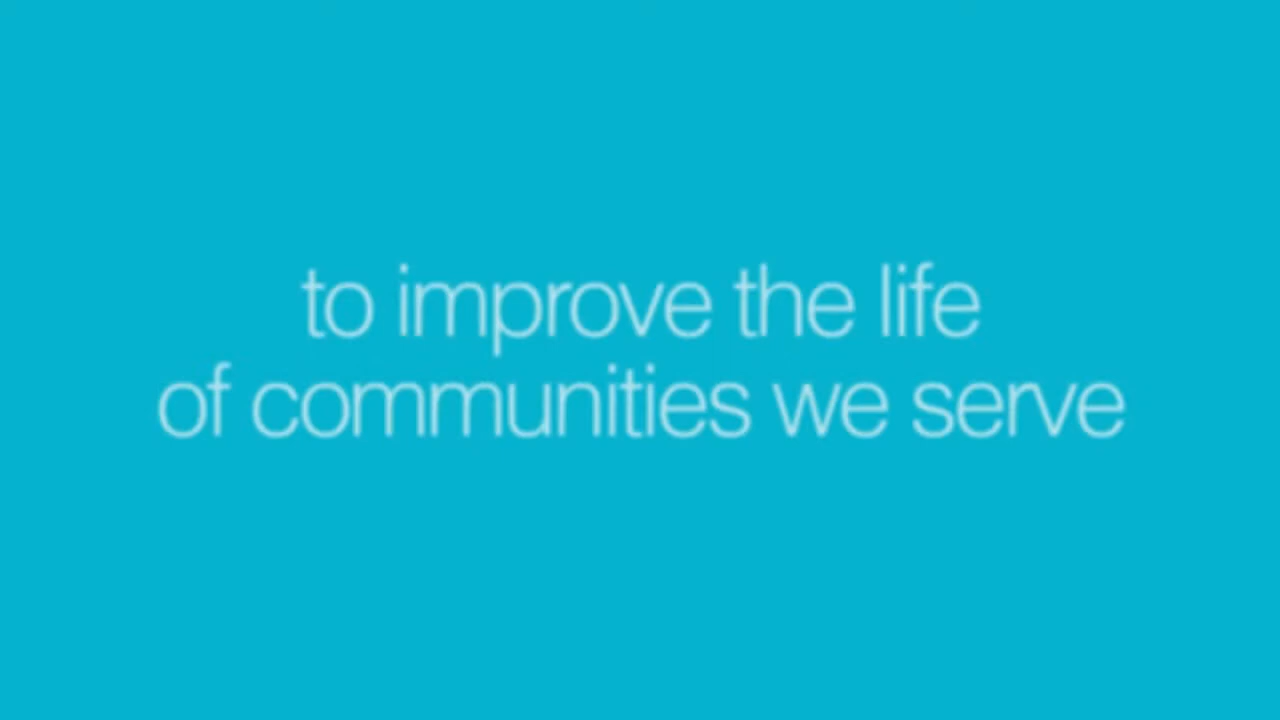 to improve the life
of communities we serve